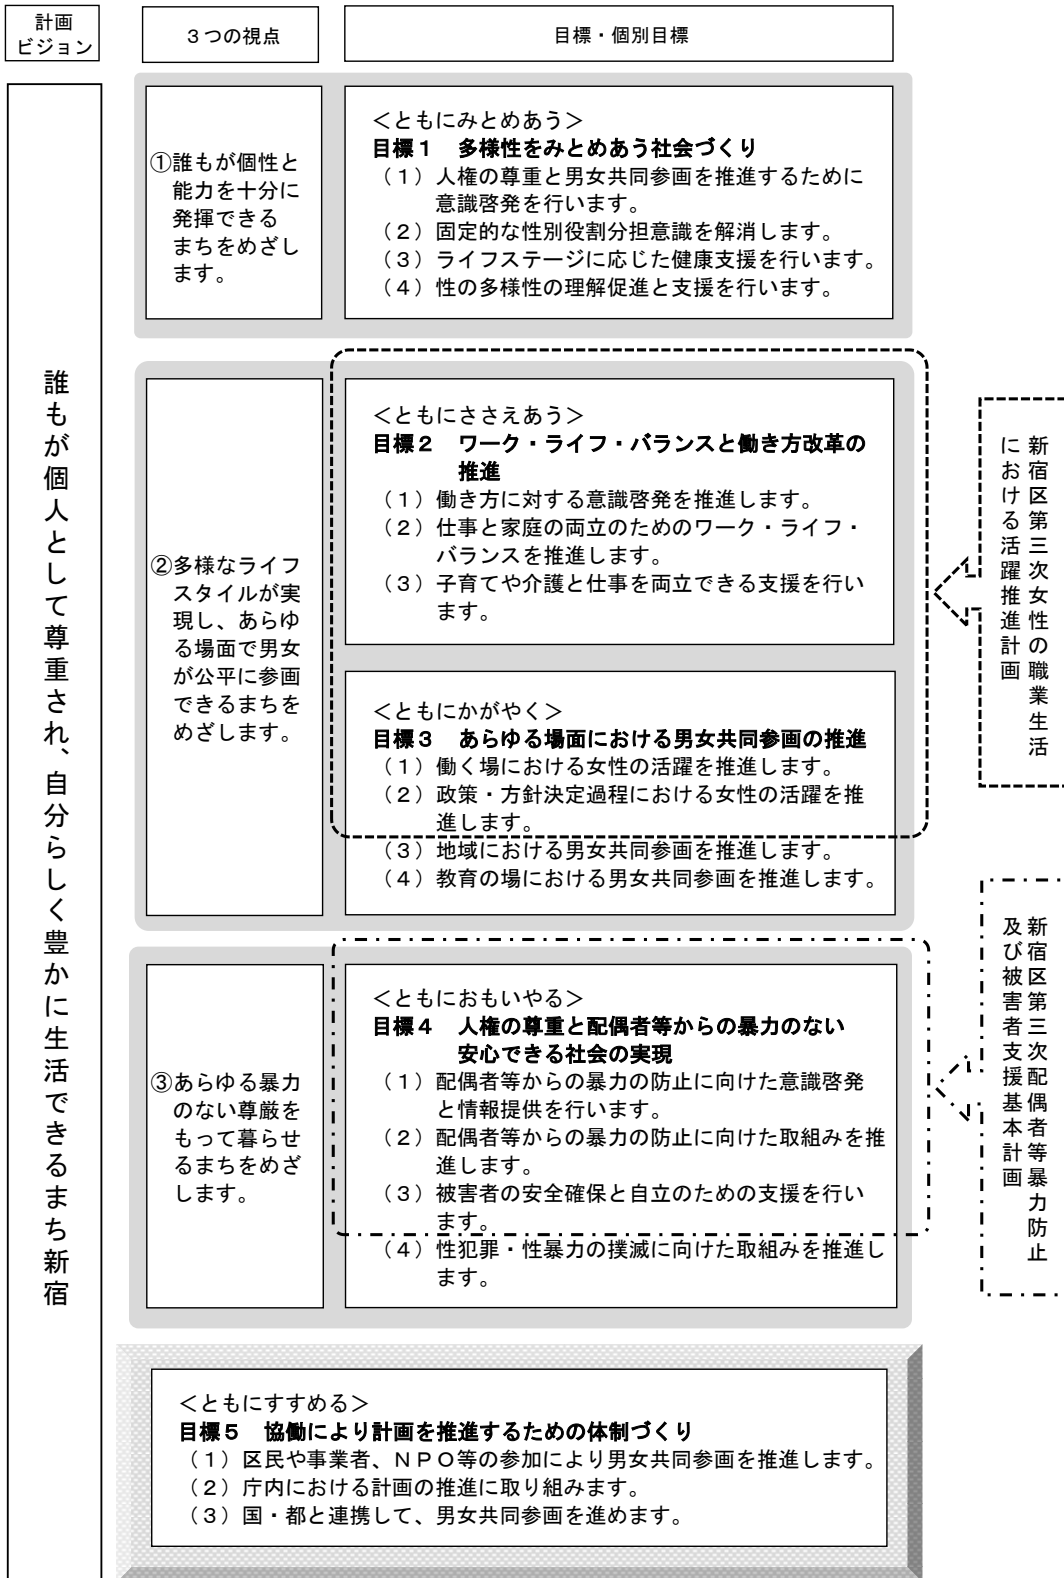 計画
ビジョン
３つの視点
目標・個別目標
誰もが個人として尊重され、自分らしく豊かに生活できるまち新宿
①誰もが個性と
能力を十分に
発揮できる
まちをめざし
ます。
＜ともにみとめあう＞
目標１　多様性をみとめあう社会づくり
（１）人権の尊重と男女共同参画を推進するために
意識啓発を行います。
（２）固定的な性別役割分担意識を解消します。
（３）ライフステージに応じた健康支援を行います。
（４）性の多様性の理解促進と支援を行います。
②多様なライフ
スタイルが実
現し、あらゆ
る場面で男女
が公平に参画
できるまちを
めざします。
＜ともにささえあう＞
目標２　ワーク・ライフ・バランスと働き方改革の
推進
（１）働き方に対する意識啓発を推進します。
（２）仕事と家庭の両立のためのワーク・ライフ・
バランスを推進します。
（３）子育てや介護と仕事を両立できる支援を行い
ます。
＜ともにかがやく＞
目標３　あらゆる場面における男女共同参画の推進
（１）働く場における女性の活躍を推進します。
（２）政策・方針決定過程における女性の活躍を推
進します。
（３）地域における男女共同参画を推進します。
（４）教育の場における男女共同参画を推進します。
新宿区第三次女性の職業生活
における活躍推進計画
③あらゆる暴力
のない尊厳を
もって暮らせ
るまちをめざ
します。
＜ともにおもいやる＞
目標４　人権の尊重と配偶者等からの暴力のない
安心できる社会の実現
（１）配偶者等からの暴力の防止に向けた意識啓発
と情報提供を行います。
（２）配偶者等からの暴力の防止に向けた取組みを推
進します。
（３）被害者の安全確保と自立のための支援を行い
ます。
（４）性犯罪・性暴力の撲滅に向けた取組みを推進し
ます。
新宿区第三次配偶者等暴力防止
及び被害者支援基本計画
＜ともにすすめる＞
目標５　協働により計画を推進するための体制づくり
（１）区民や事業者、ＮＰＯ等の参加により男女共同参画を推進します。
（２）庁内における計画の推進に取り組みます。
（３）国・都と連携して、男女共同参画を進めます。